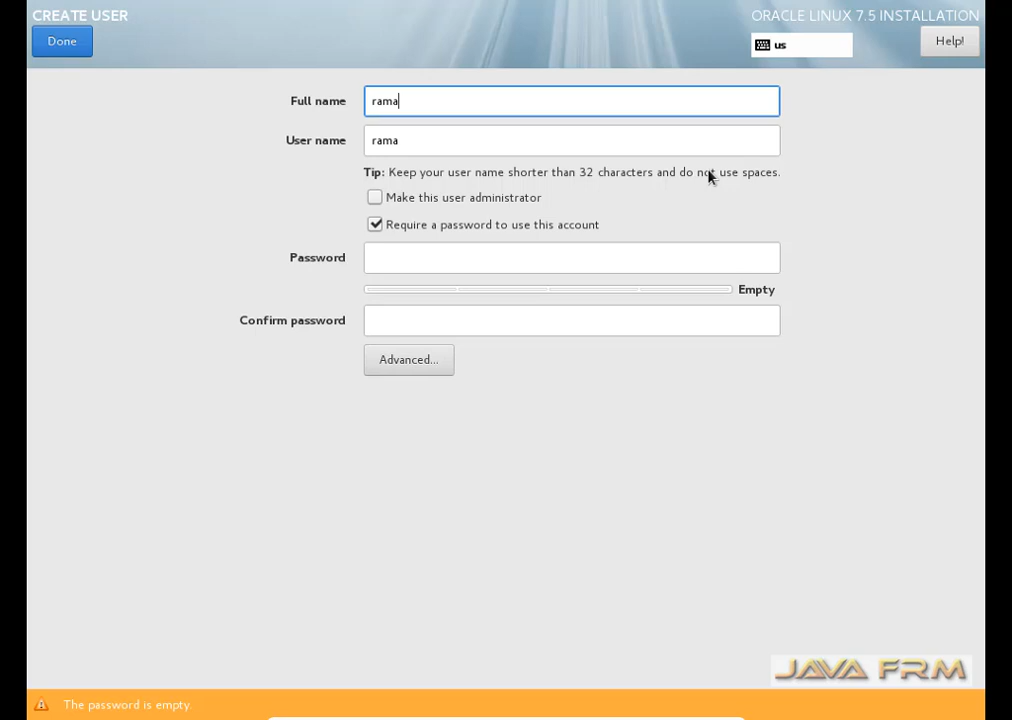 CREATE USER
ORACLE LINUX 7.5 INSTALLATION
Done
us
Help!
Full name
rama
User name
rama
Tip: Keep your user name shorter than 32 characters and do not use spaces.
Make this user administrator
Require a password to use this account
Password
Empty
Confirm password
Advanced...
JAVA FRM
The password is empty.